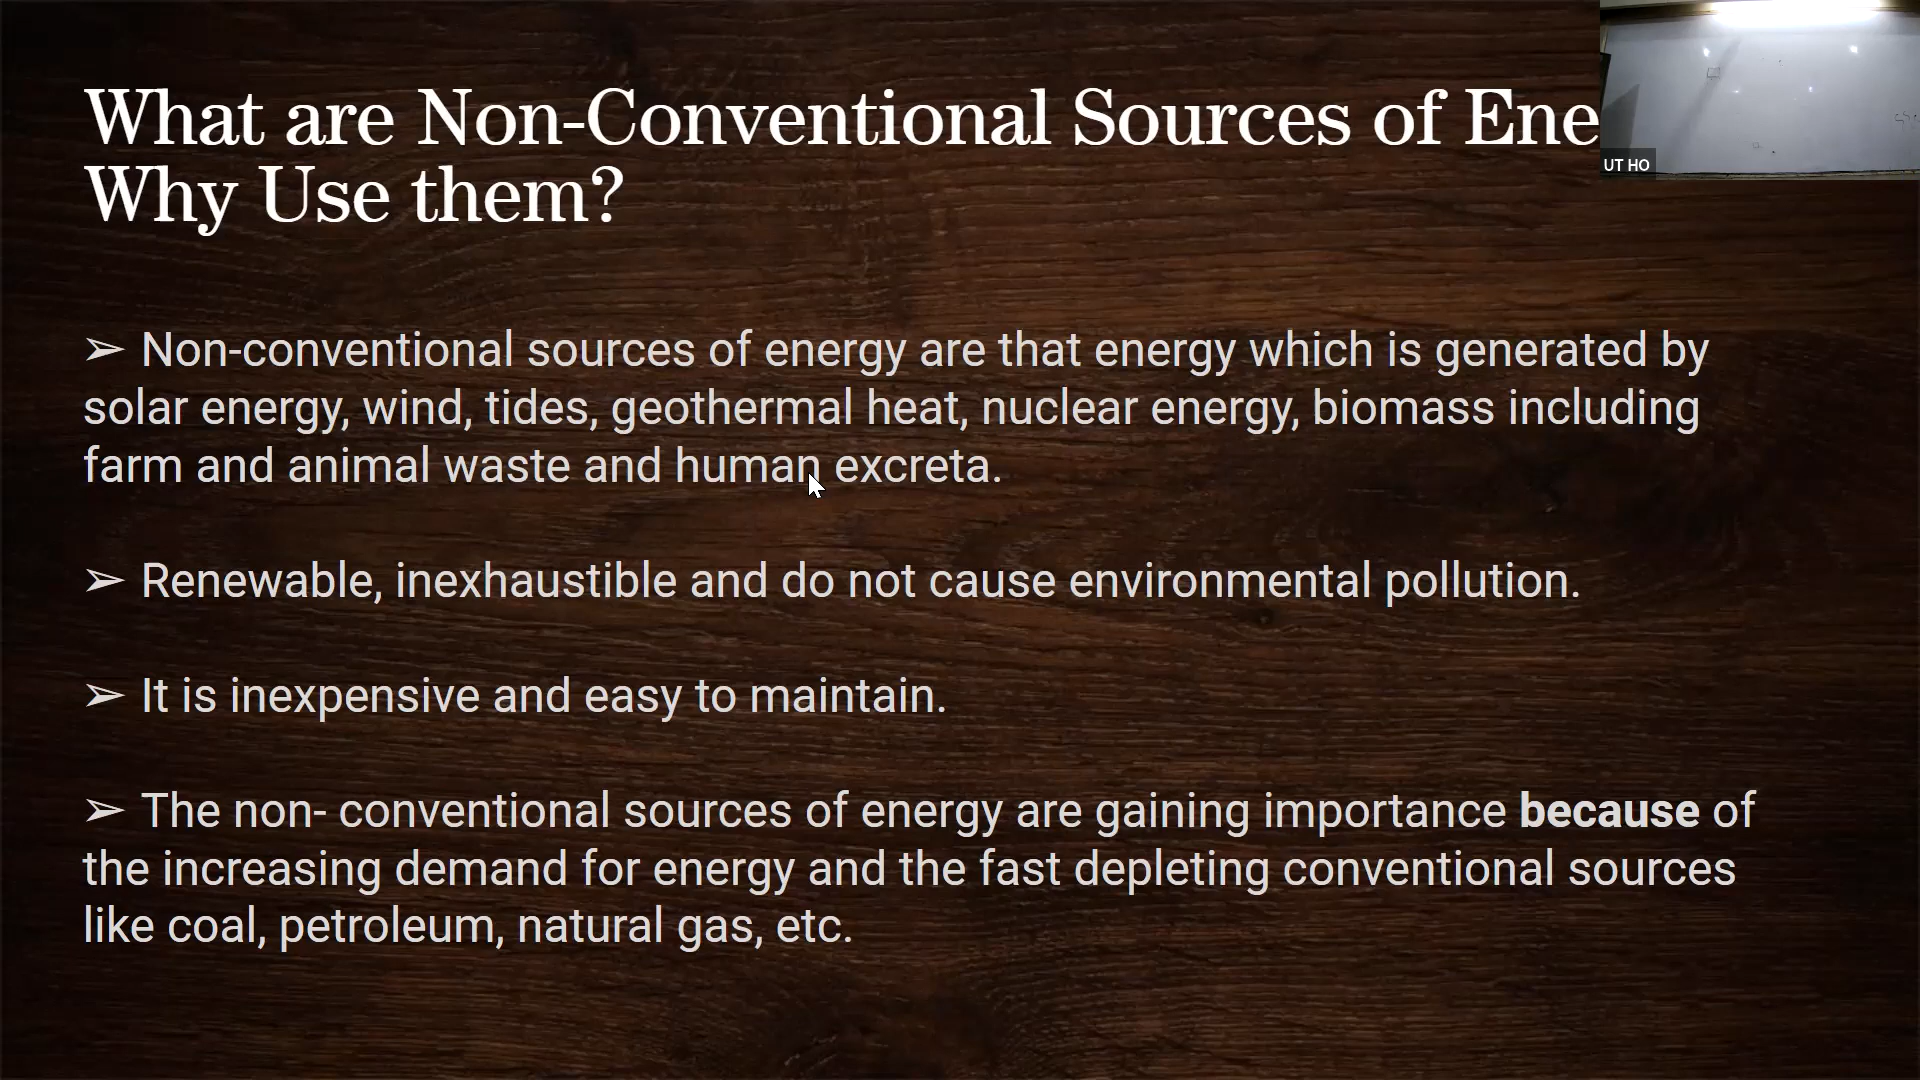 What are Non-Conventional Sources of Ene
Why Use them?
UT HO
➢ Non-conventional sources of energy are that energy which is generated by
solar energy, wind, tides, geothermal heat, nuclear energy, biomass including
farm and animal waste and human excreta.
➢ Renewable, inexhaustible and do not cause environmental pollution.
➢ It is inexpensive and easy to maintain.
➢ The non- conventional sources of energy are gaining importance because of
the increasing demand for energy and the fast depleting conventional sources
like coal, petroleum, natural gas, etc.